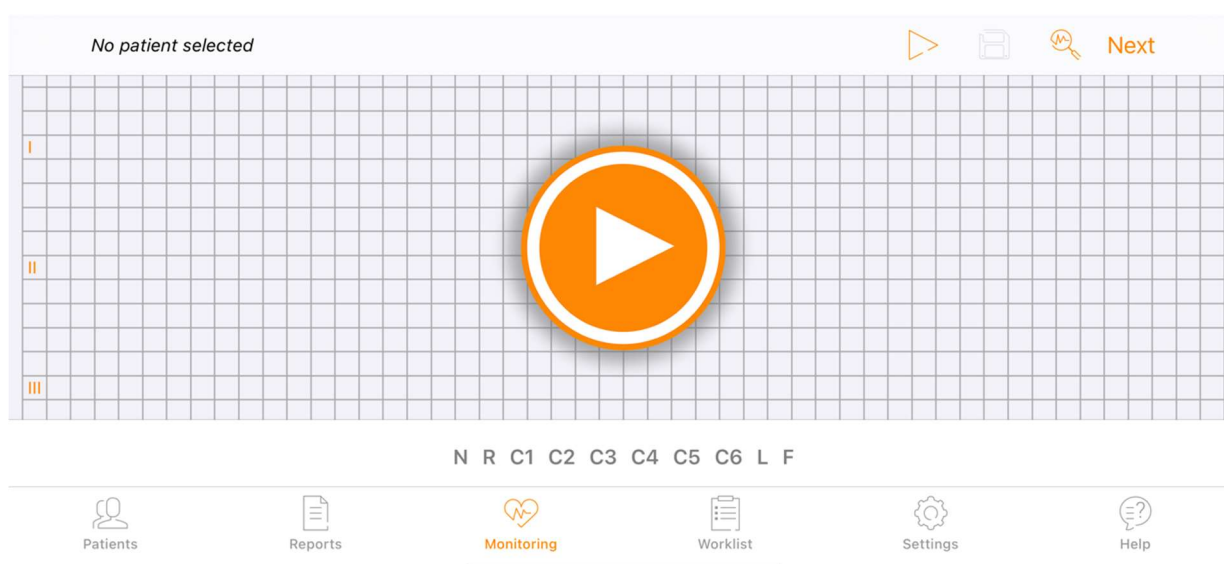 No patient selected
Next
I
II
III
N R C1 C2 C3 C4 C5 C6 L F
Patients
Reports
Monitoring
Worklist
Settings
Help